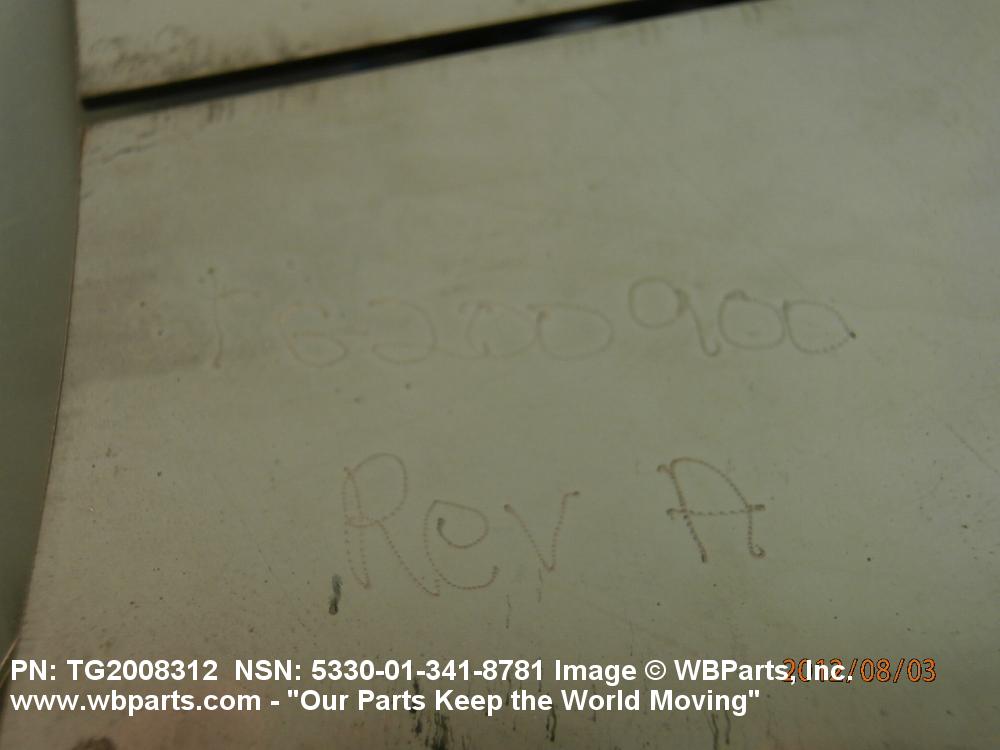 TG200900
Rev A
PN: TG2008312 NSN: 5330-01-341-8781 Image © WBParts, Inc.
2012/08/03
www.wbparts.com - "Our Parts Keep the World Moving"